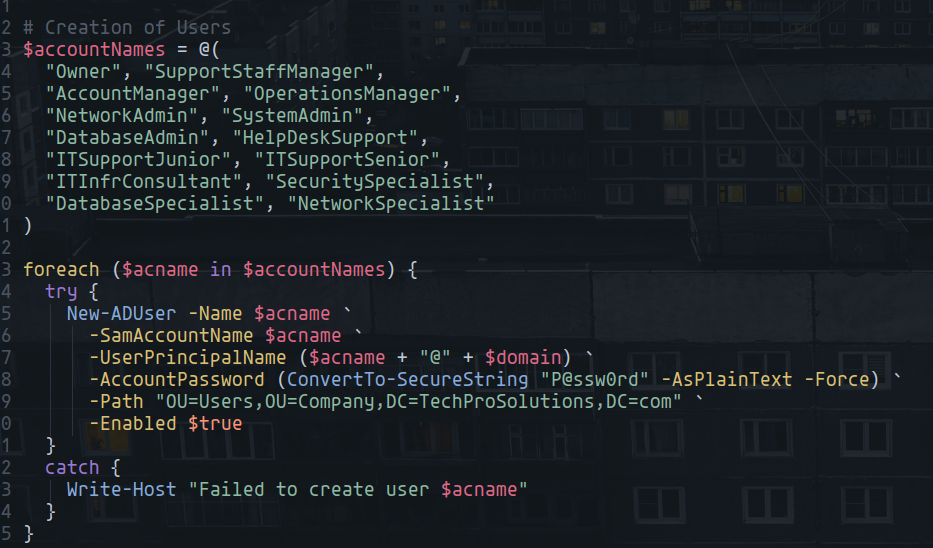 1
2 # Creation of Users
3 $accountNames = @(
4   "Owner", "SupportStaffManager",
5   "AccountManager", "OperationsManager",
6   "NetworkAdmin", "SystemAdmin",
7   "DatabaseAdmin", "HelpDeskSupport",
8   "ITSupportJunior", "ITSupportSenior",
9   "ITInfrConsultant", "SecuritySpecialist",
0   "DatabaseSpecialist", "NetworkSpecialist"
1 )
2
3 foreach ($acname in $accountNames) {
4   try {
5     New-ADUser -Name $acname `
6       -SamAccountName $acname `
7       -UserPrincipalName ($acname + "@" + $domain) `
8       -AccountPassword (ConvertTo-SecureString "P@ssw0rd" -AsPlainText -Force) `
9       -Path "OU=Users,OU=Company,DC=TechProSolutions,DC=com" `
0       -Enabled $true
1   }
2   catch {
3     Write-Host "Failed to create user $acname"
4   }
5 }